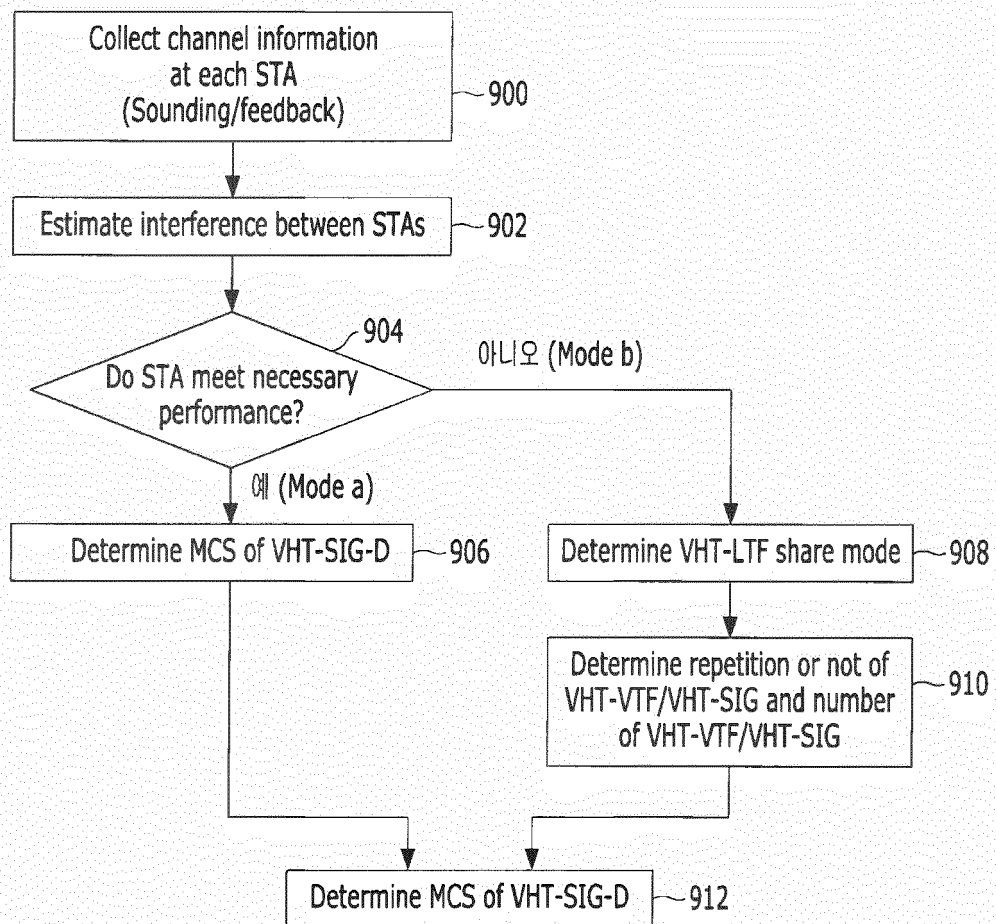 Collect channel information
at each STA
(Sounding/feedback)
900
Estimate interference between STAs
902
904
Do STA meet necessary
performance?
아니오 (Mode b)
예 (Mode a)
Determine MCS of VHT-SIG-D
906
Determine VHT-LTF share mode
908
Determine repetition or not of
VHT-VTF/VHT-SIG and number
of VHT-VTF/VHT-SIG
910
Determine MCS of VHT-SIG-D
912